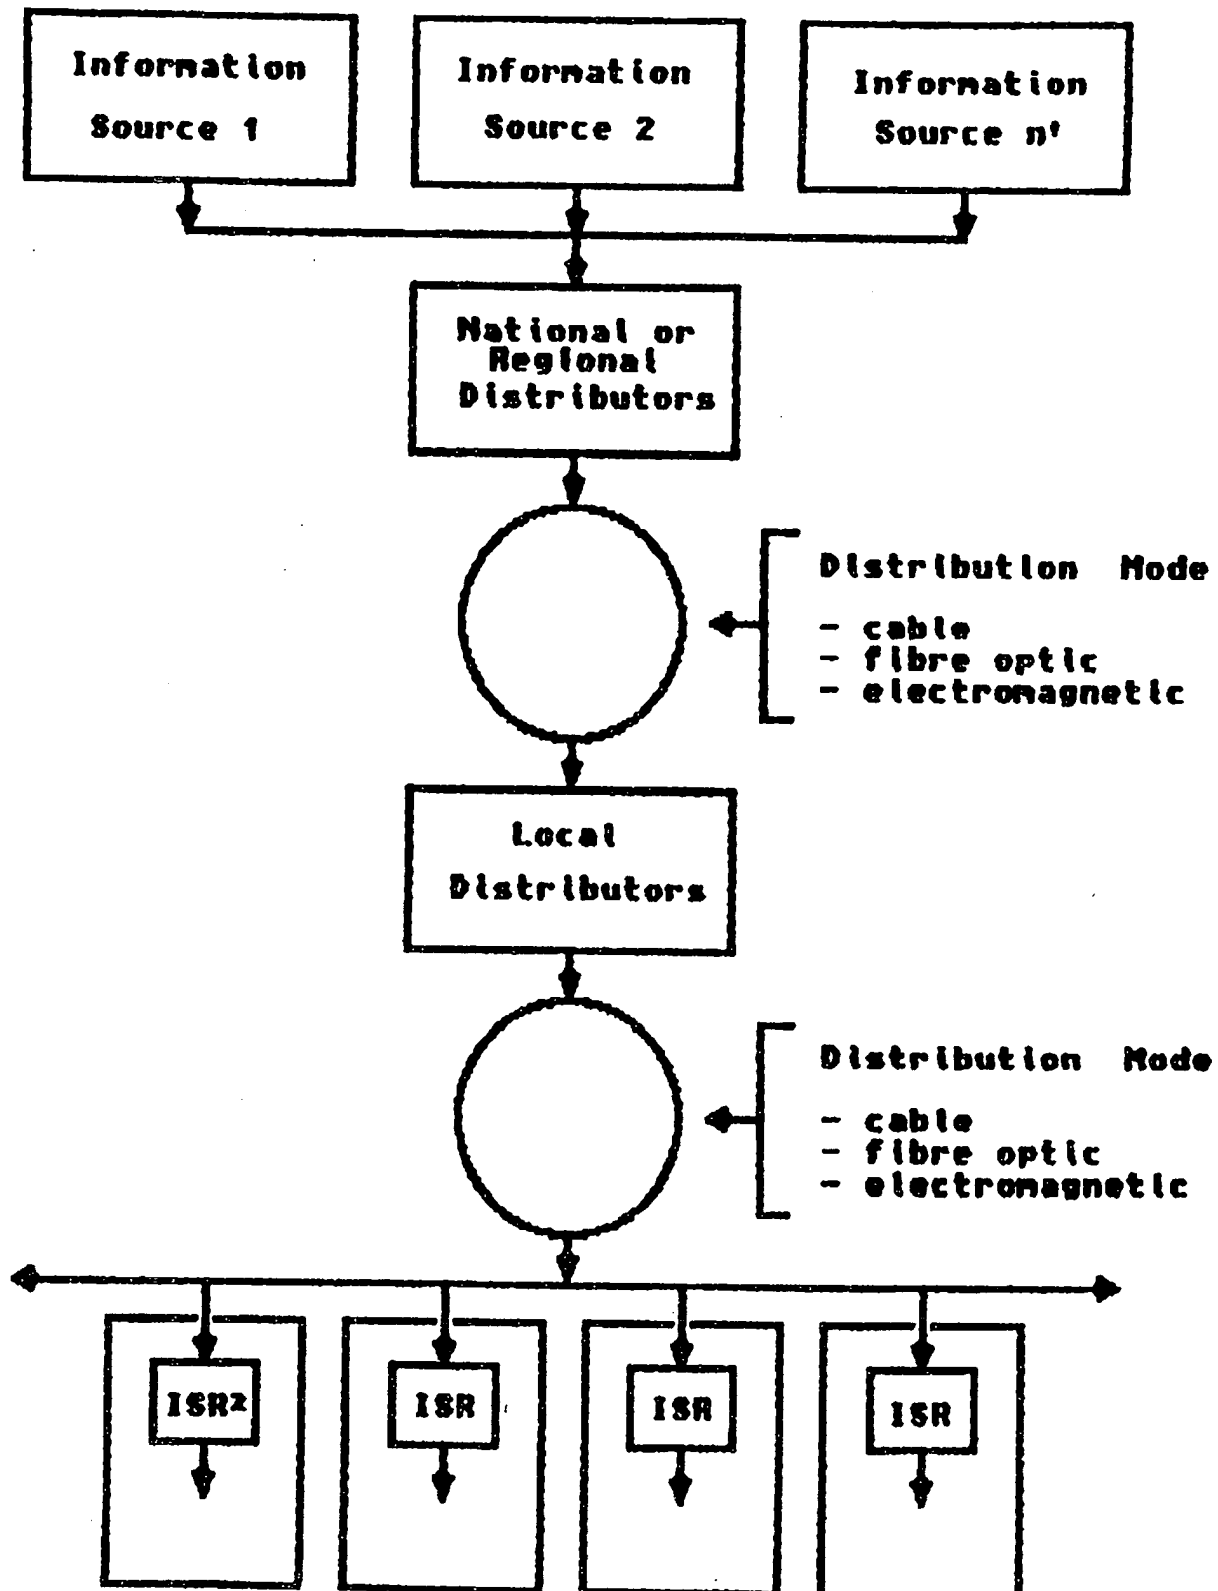 Information
Source 1
Information
Source 2
Information
Source n'
National or
Regional
Distributors
Distribution Mode
- cable
- fibre optic
- electromagnetic
Local
Distributors
Distribution Mode
- cable
- fibre optic
- electromagnetic
ISR²
ISR
ISR
ISR